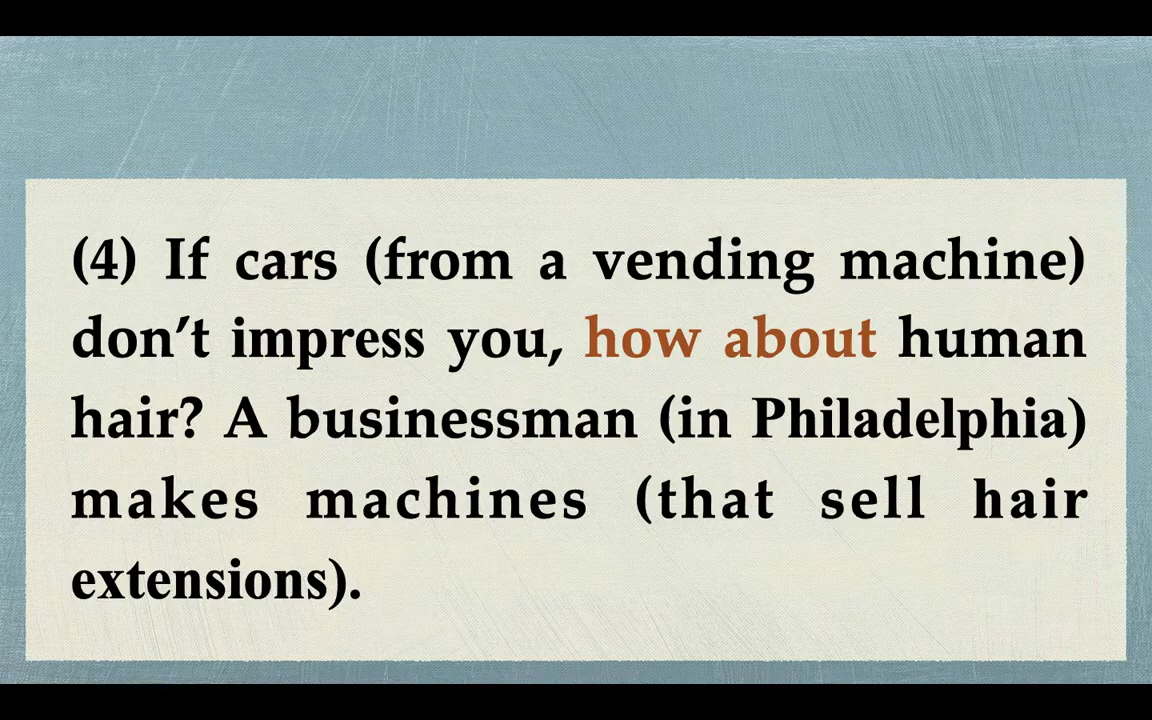 (4) If cars (from a vending machine)
don’t impress you, how about human
hair? A businessman (in Philadelphia)
makes machines (that sell hair
extensions).